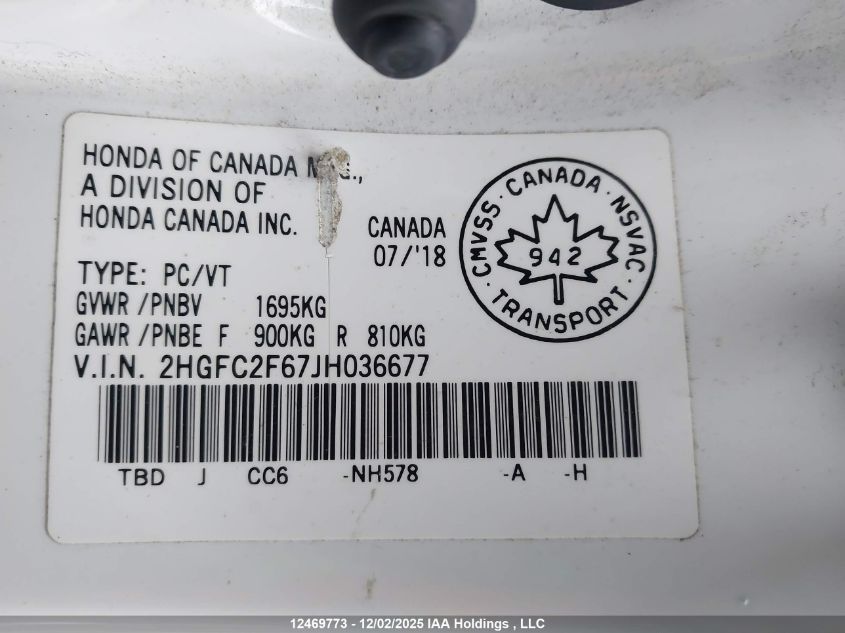 HONDA OF CANADA MFG.,
A DIVISION OF
HONDA CANADA INC.
CANADA
07/'18
TYPE: PC/VT
GVWR /PNBV 1695KG
GAWR /PNBE F 900KG R 810KG
V.I.N. 2HGFC2F67JH036677
TBD J CC6 -NH578 -A -H
CMVSS · CANADA · NSVAC ·
942
TRANSPORT
12469773 - 12/02/2025 IAA Holdings , LLC